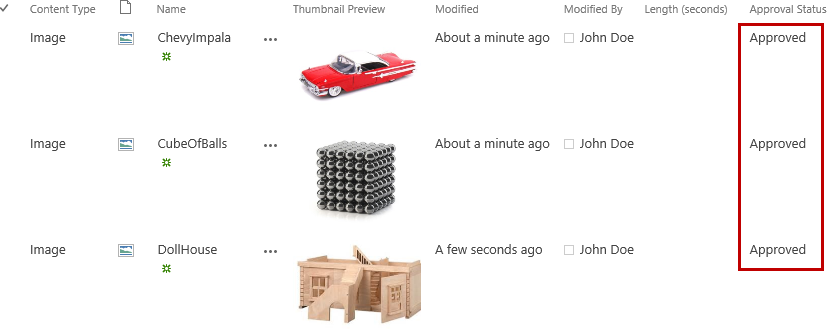 Content Type Name Thumbnail Preview Modified Modified By Length (seconds) Approval Status
Image ChevyImpala ... About a minute ago John Doe Approved
Image CubeOfBalls ... About a minute ago John Doe Approved
Image DollHouse ... A few seconds ago John Doe Approved